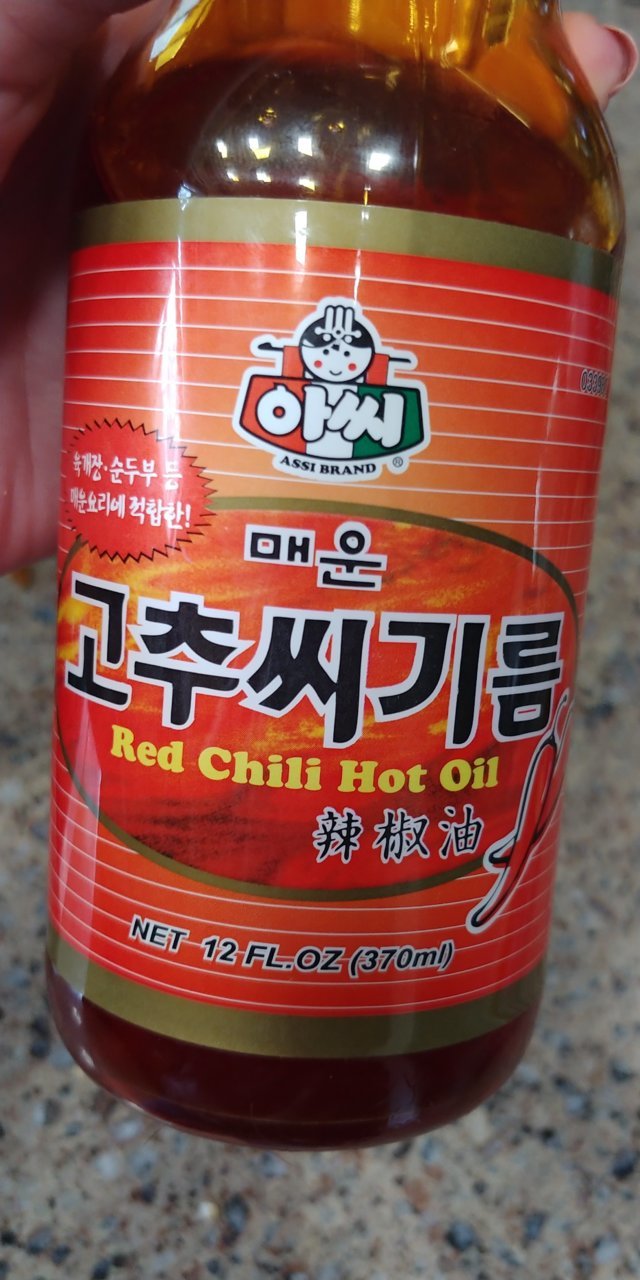 아씨
ASSI BRAND ®
육개장·순두부 등
매운요리에 적합한!
매운
고추씨기름
Red Chili Hot Oil
辣椒油
NET 12 FL.OZ (370ml)